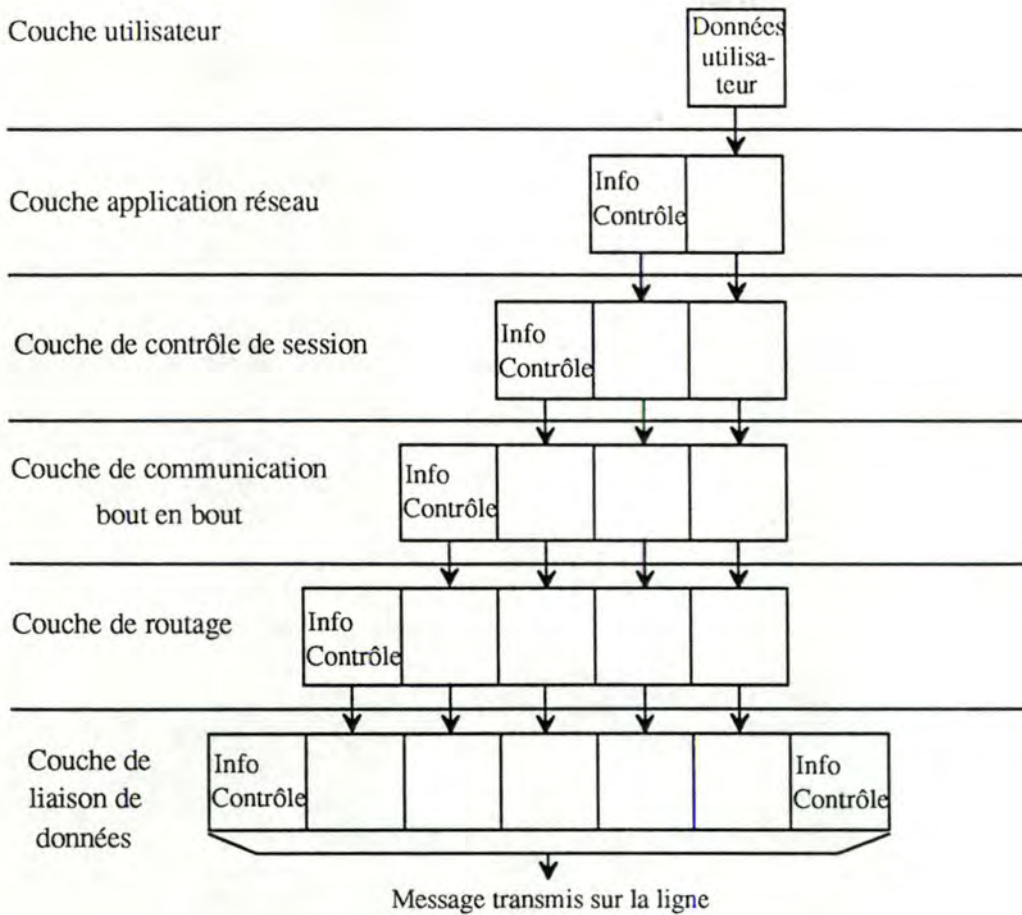 Couche utilisateur
Données
utilisa-
teur
Couche application réseau
Info
Contrôle
Couche de contrôle de session
Info
Contrôle
Couche de communication
bout en bout
Info
Contrôle
Couche de routage
Info
Contrôle
Couche de
liaison de
données
Info
Contrôle
Info
Contrôle
Message transmis sur la ligne